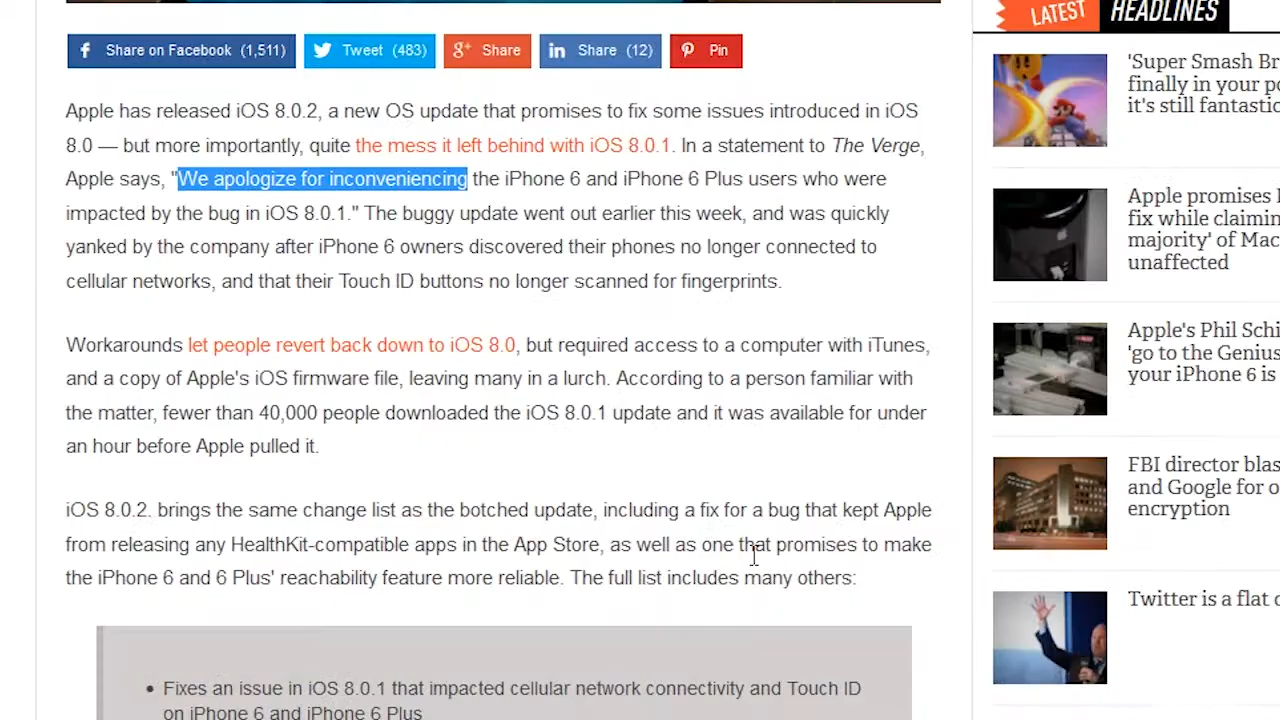 Share on Facebook (1,511)
Tweet (483)
Share
Share (12)
Pin
Apple has released iOS 8.0.2, a new OS update that promises to fix some issues introduced in iOS
8.0 — but more importantly, quite the mess it left behind with iOS 8.0.1. In a statement to The Verge,
Apple says, "We apologize for inconveniencing the iPhone 6 and iPhone 6 Plus users who were
impacted by the bug in iOS 8.0.1." The buggy update went out earlier this week, and was quickly
yanked by the company after iPhone 6 owners discovered their phones no longer connected to
cellular networks, and that their Touch ID buttons no longer scanned for fingerprints.
Workarounds let people revert back down to iOS 8.0, but required access to a computer with iTunes,
and a copy of Apple's iOS firmware file, leaving many in a lurch. According to a person familiar with
the matter, fewer than 40,000 people downloaded the iOS 8.0.1 update and it was available for under
an hour before Apple pulled it.
iOS 8.0.2. brings the same change list as the botched update, including a fix for a bug that kept Apple
from releasing any HealthKit-compatible apps in the App Store, as well as one that promises to make
the iPhone 6 and 6 Plus' reachability feature more reliable. The full list includes many others:
• Fixes an issue in iOS 8.0.1 that impacted cellular network connectivity and Touch ID
on iPhone 6 and iPhone 6 Plus
LATEST HEADLINES
'Super Smash Br
finally in your
it's still fantastic
Apple promises
fix while claimin
majority' of Mac
unaffected
Apple's Phil Schi
'go to the Genius
your iPhone 6 is
FBI director blas
and Google for
encryption
Twitter is a flat